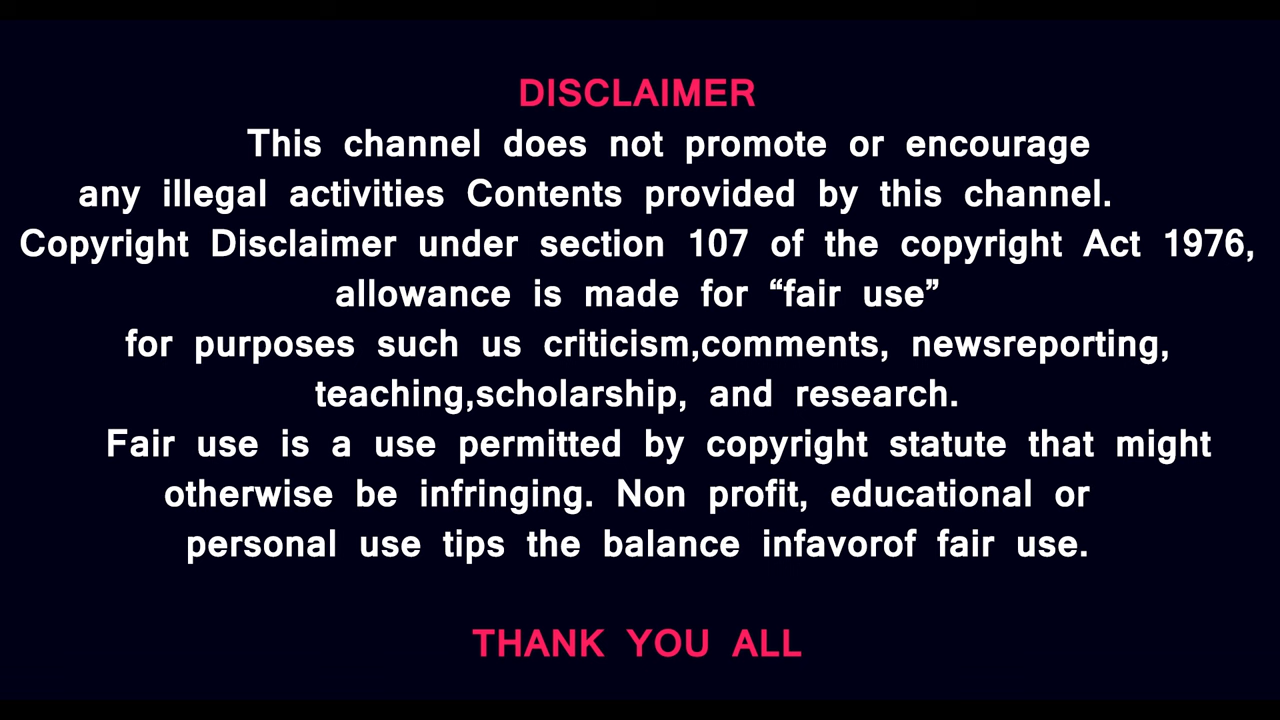 DISCLAIMER
This channel does not promote or encourage
any illegal activities Contents provided by this channel.
Copyright Disclaimer under section 107 of the copyright Act 1976,
allowance is made for “fair use”
for purposes such us criticism,comments, newsreporting,
teaching,scholarship, and research.
Fair use is a use permitted by copyright statute that might
otherwise be infringing. Non profit, educational or
personal use tips the balance infavorof fair use.
THANK YOU ALL